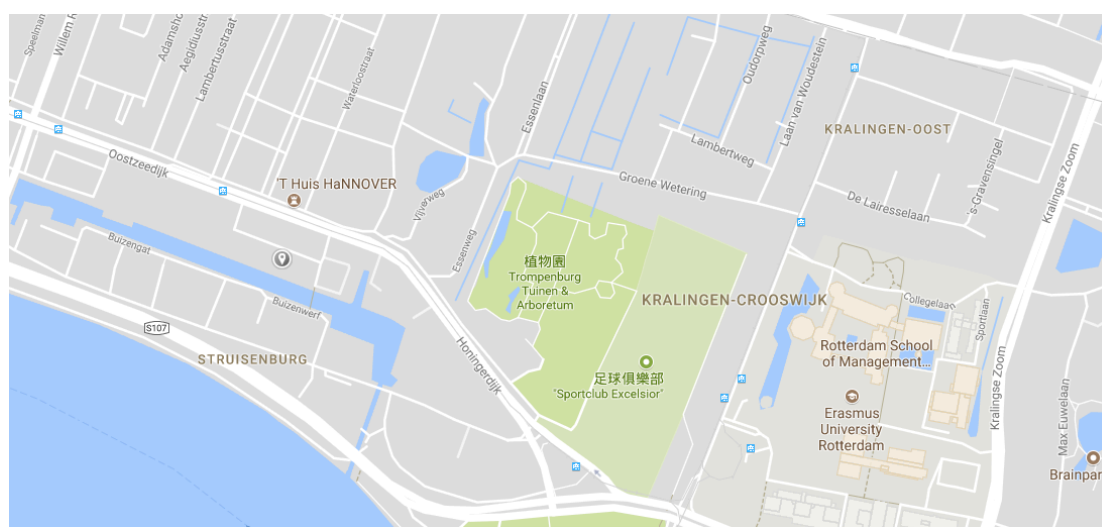 Speelman
Willem R
Adamsho
Aegidiusstr
Lambertusstraat
Waterloostraat
Essenlaan
Oudorpweg
Laan van Woudestein
KRALINGEN-OOST
Kralingse Zoom
Oostzeedijk
'T Huis HaNNOVER
Vijverweg
Lambertweg
Groene Wetering
De Lairesselaan
's-Gravensingel
Buizengat
Essenweg
植物園
Trompenburg
Tuinen &
Arboretum
KRALINGEN-CROOSWIJK
Collegelaan
Sportlaan
Buizenwerf
S107
STRUISENBURG
Honingerdijk
足球俱樂部
"Sportclub Excelsior"
Rotterdam School
of Management...
Kralingse Zoom
Erasmus
University
Rotterdam
Max Euwelaan
Brainpar